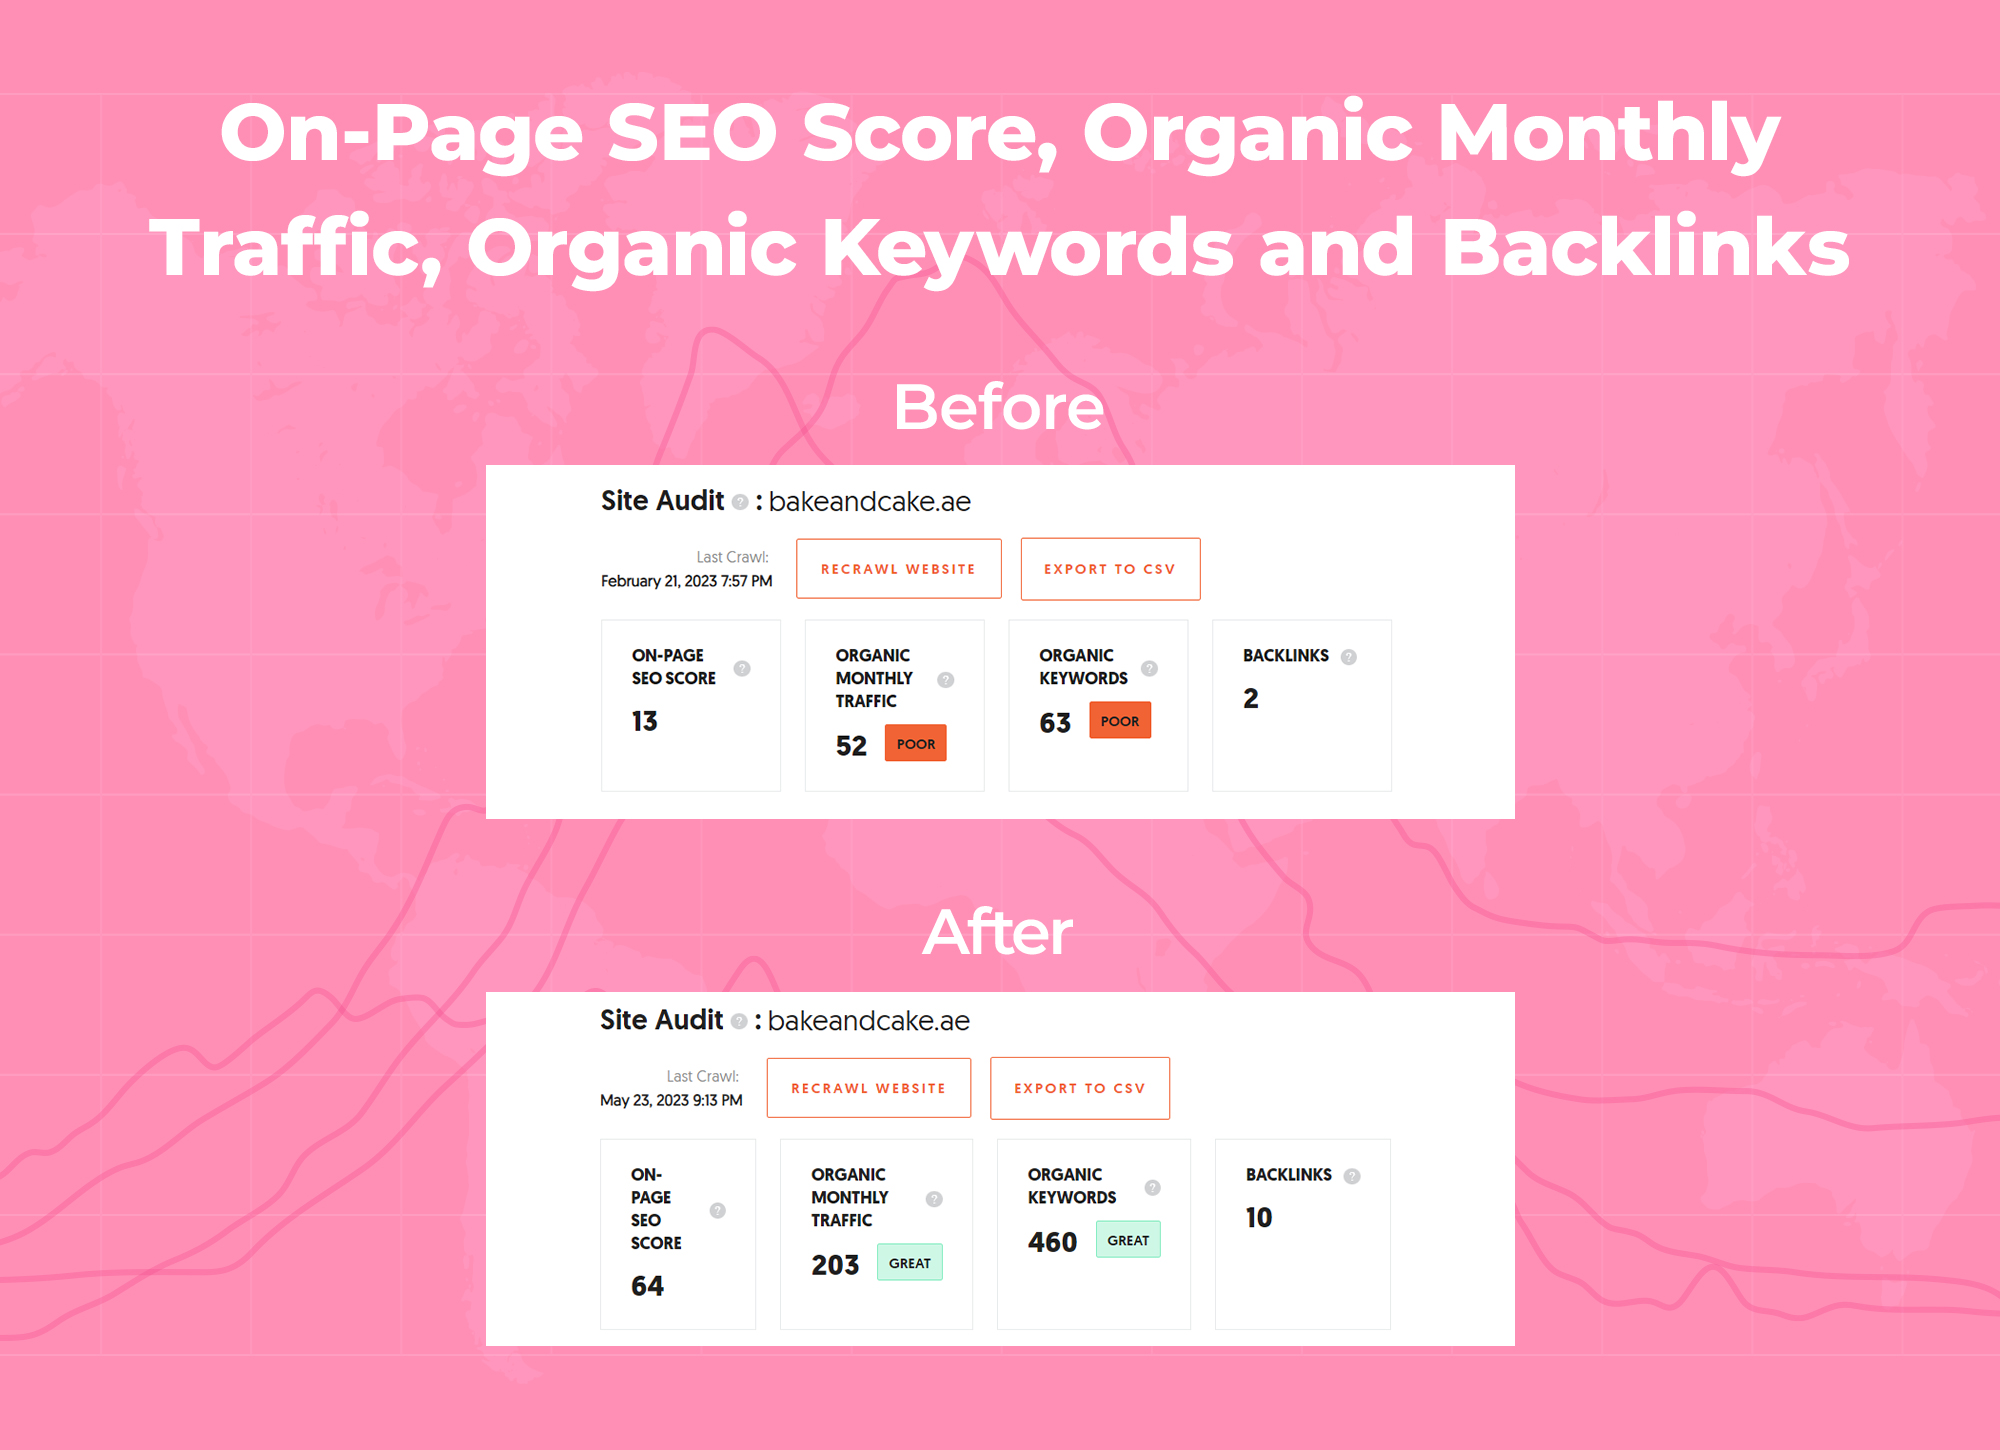 On-Page SEO Score, Organic Monthly
Traffic, Organic Keywords and Backlinks
Before
Site Audit ? : bakeandcake.ae
Last Crawl:
February 21, 2023 7:57 PM
RECRAWL WEBSITE
EXPORT TO CSV
ON-PAGE
SEO SCORE ?
13
ORGANIC
MONTHLY
TRAFFIC ?
52 POOR
ORGANIC
KEYWORDS ?
63 POOR
BACKLINKS ?
2
After
Site Audit ? : bakeandcake.ae
Last Crawl:
May 23, 2023 9:13 PM
RECRAWL WEBSITE
EXPORT TO CSV
ON-
PAGE
SEO
SCORE ?
64
ORGANIC
MONTHLY
TRAFFIC ?
203 GREAT
ORGANIC
KEYWORDS ?
460 GREAT
BACKLINKS ?
10